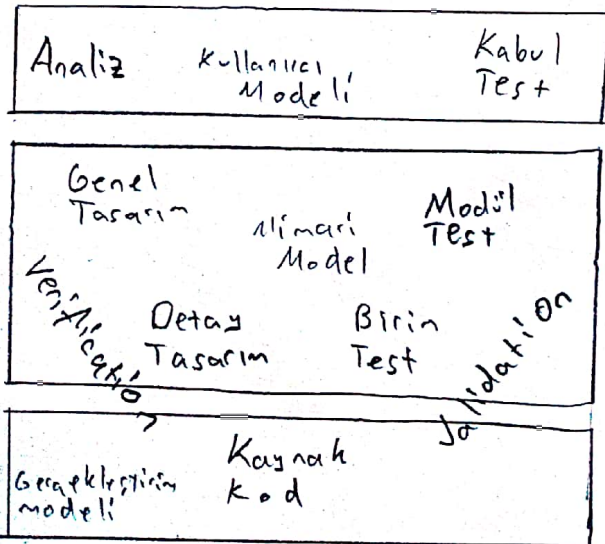 Analiz
Kullanıcı
Modeli
Kabul
Test
Genel
Tasarım
Mimari
Model
Modül
Test
Verification
Detay
Tasarım
Birim
Test
Validation
Kaynak
Kod
Gerçekleştirim
modeli